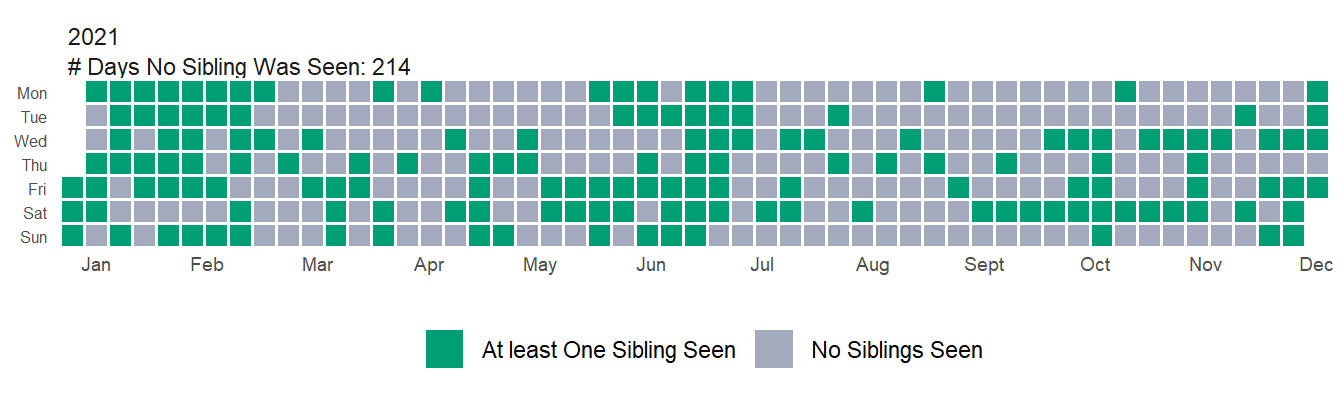 2021
# Days No Sibling Was Seen: 214
Mon
Tue
Wed
Thu
Fri
Sat
Sun
Jan Feb Mar Apr May Jun Jul Aug Sept Oct Nov Dec
At least One Sibling Seen No Siblings Seen